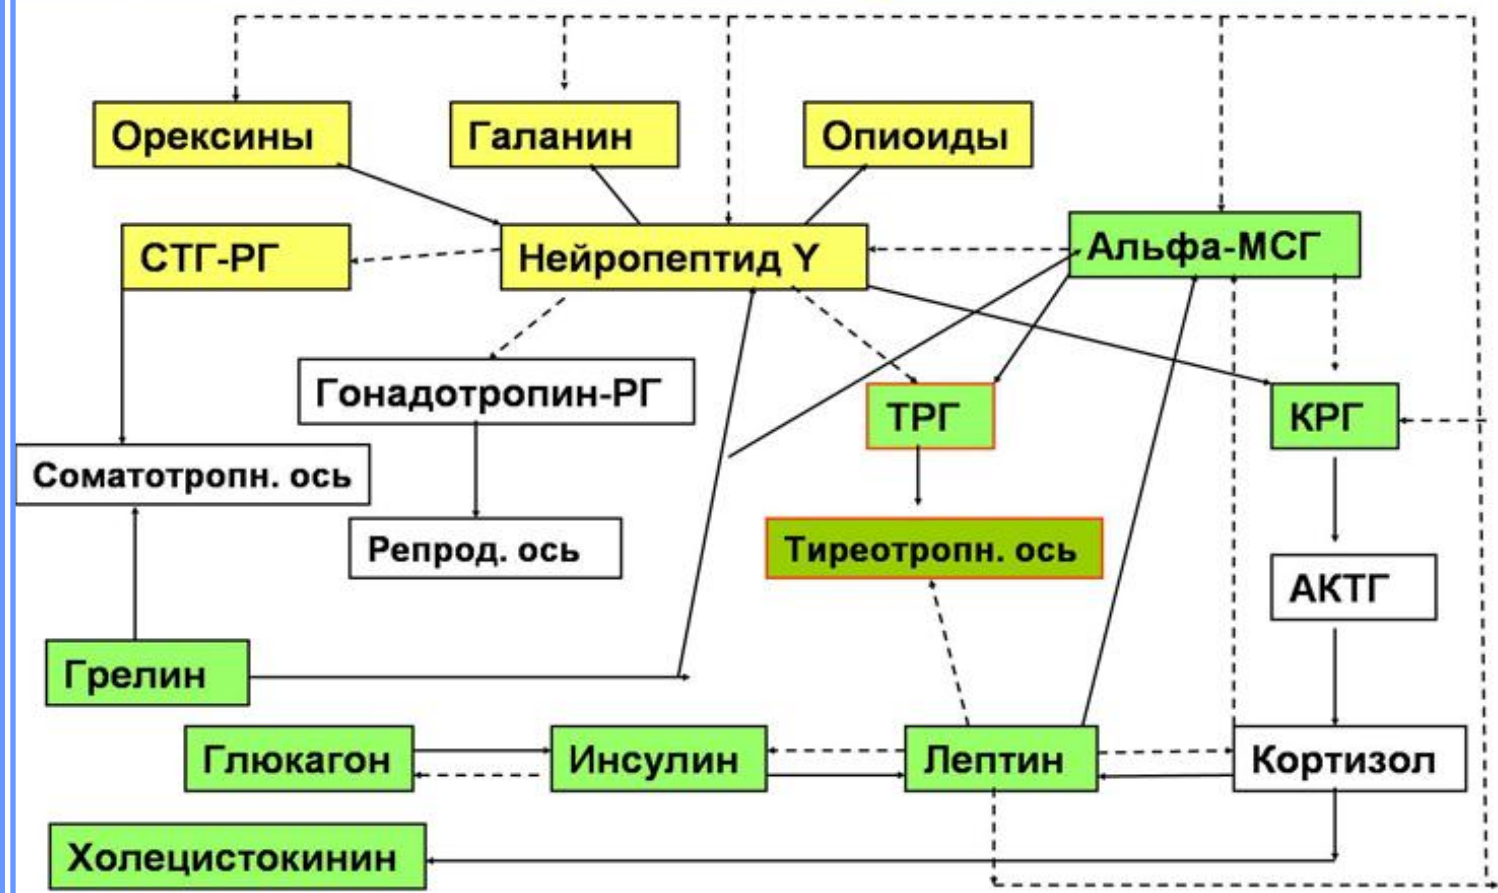 Орексины
Галанин
Опиоиды
СТГ-РГ
Нейропептид Y
Альфа-МСГ
Гонадотропин-РГ
ТРГ
КРГ
Соматотропн. ось
Репрод. ось
Тиреотропн. ось
АКТГ
Грелин
Глюкагон
Инсулин
Лептин
Кортизол
Холецистокинин